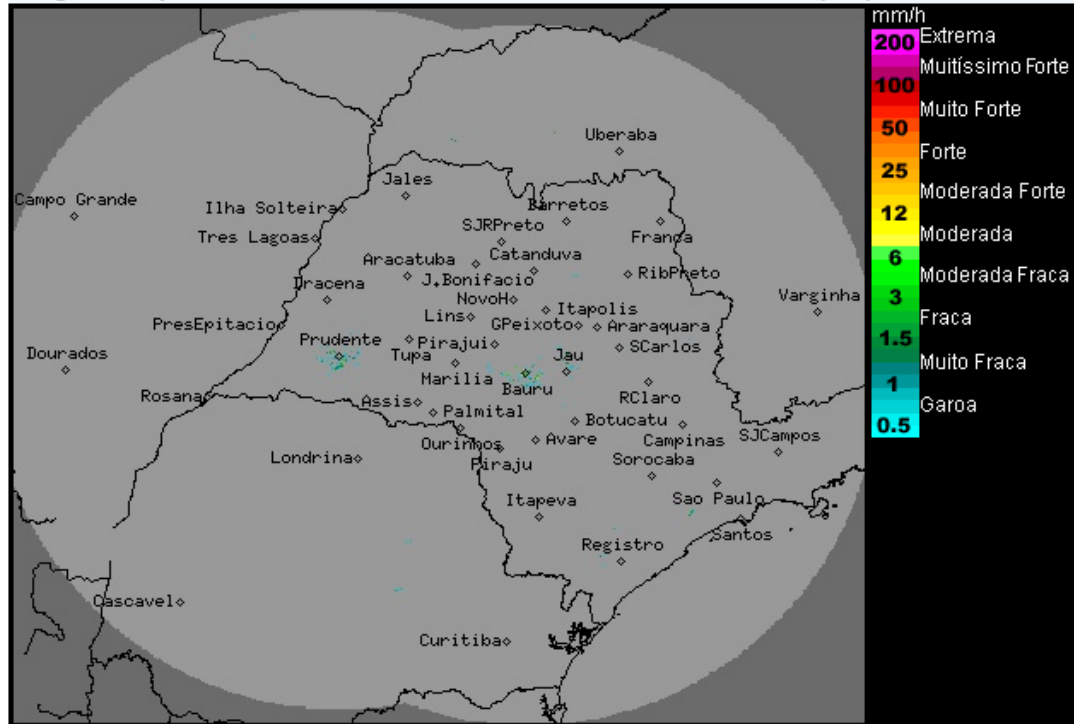 mm/h
200 Extrema
Muitíssimo Forte
100
Muito Forte
50
Forte
25
Moderada Forte
12
Moderada
6
Moderada Fraca
3
Fraca
1.5
Muito Fraca
1
Garoa
0.5
Uberaba
Jales
Campo Grande
Ilha Solteira
Barretos
SJRPreto
Tres Lagoas
Franca
Aracatuba
Catanduva
J.Bonifacio
RibPreto
Dracena
NovoH
Varginha
Itapolis
Lins
GPeixoto
Araraquara
PresEpitacio
Prudente
Pirajui
SCarlos
Dourados
Tupa
Jau
Marilia
Bauru
Rosana
Assis
RClaro
Palmital
Botucatu
Ourinhos
Avare
Campinas
SJCampos
Londrina
Piraju
Sorocaba
Itapeva
Sao Paulo
Santos
Registro
Cascavel
Curitiba